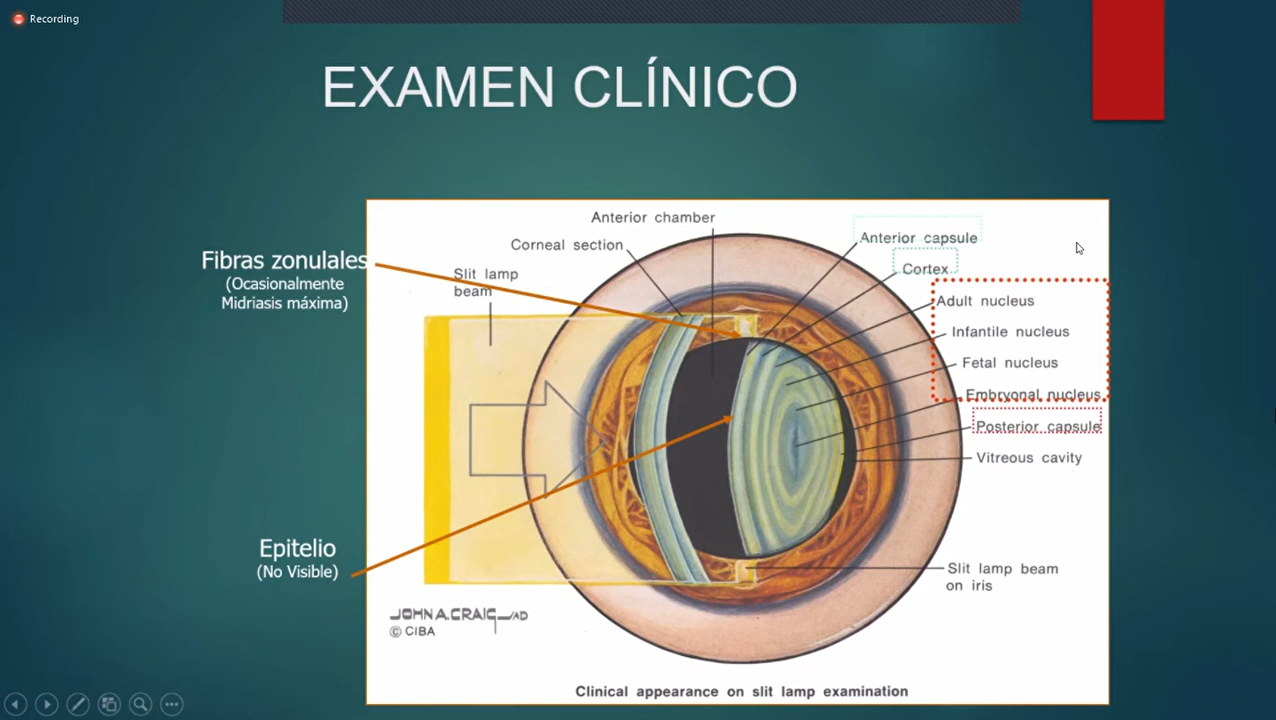 Recording
EXAMEN CLÍNICO
Fibras zonulales
(Ocasionalmente
Midriasis máxima)
Epitelio
(No Visible)
Anterior chamber
Corneal section
Slit lamp
beam
Anterior capsule
Cortex
Adult nucleus
Infantile nucleus
Fetal nucleus
Embryonal nucleus
Posterior capsule
Vitreous cavity
Slit lamp beam
on iris
JOHN A. CRAIG AD
© CIBA
Clinical appearance on slit lamp examination